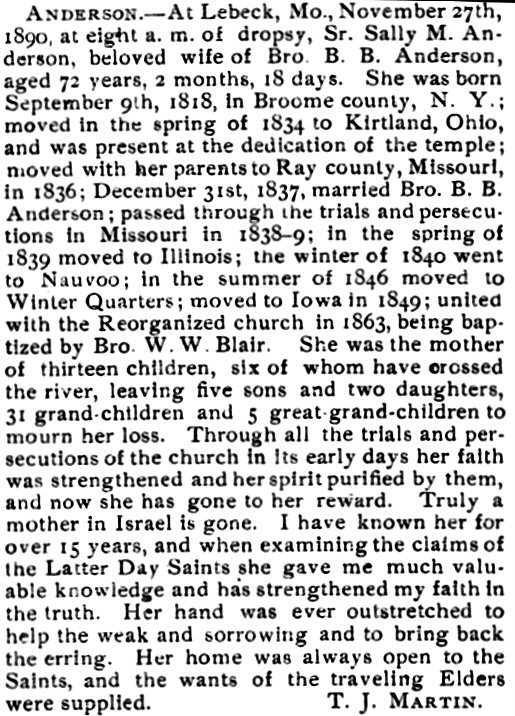 ANDERSON.—At Lebeck, Mo., November 27th,
1890, at eight a. m. of dropsy, Sr. Sally M. An-
derson, beloved wife of Bro. B. B. Anderson,
aged 72 years, 2 months, 18 days. She was born
September 9th, 1818, in Broome county, N. Y.;
moved in the spring of 1834 to Kirtland, Ohio,
and was present at the dedication of the temple;
moved with her parents to Ray county, Missouri,
in 1836; December 31st, 1837, married Bro. B. B.
Anderson; passed through the trials and persecu-
tions in Missouri in 1838-9; in the spring of
1839 moved to Illinois; the winter of 1840 went
to Nauvoo; in the summer of 1846 moved to
Winter Quarters; moved to Iowa in 1849; united
with the Reorganized church in 1863, being bap-
tized by Bro. W. W. Blair. She was the mother
of thirteen children, six of whom have crossed
the river, leaving five sons and two daughters,
31 grand-children and 5 great-grand-children to
mourn her loss. Through all the trials and per-
secutions of the church in its early days her faith
was strengthened and her spirit purified by them,
and now she has gone to her reward. Truly a
mother in Israel is gone. I have known her for
over 15 years, and when examining the claims of
the Latter Day Saints she gave me much valu-
able knowledge and has strengthened my faith in
the truth. Her hand was ever outstretched to
help the weak and sorrowing and to bring back
the erring. Her home was always open to the
Saints, and the wants of the traveling Elders
were supplied. T. J. MARTIN.